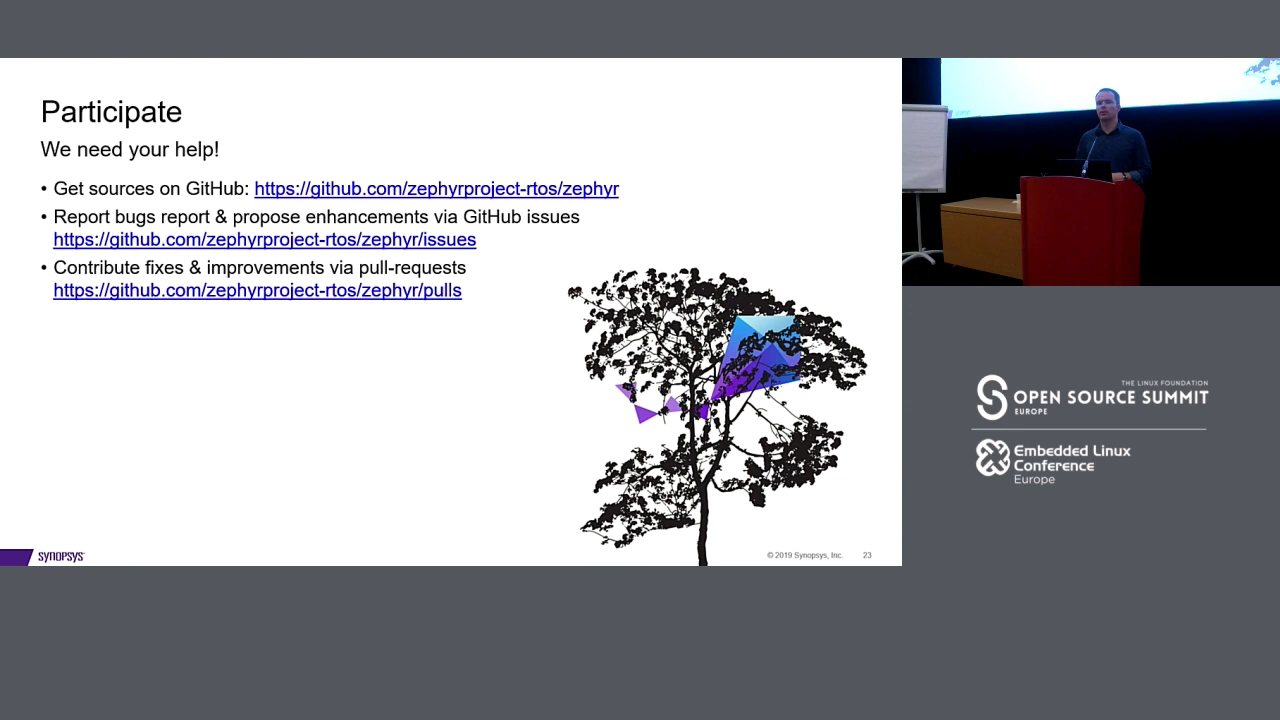 Participate
We need your help!
• Get sources on GitHub: https://github.com/zephyrproject-rtos/zephyr
• Report bugs report & propose enhancements via GitHub issues
https://github.com/zephyrproject-rtos/zephyr/issues
• Contribute fixes & improvements via pull-requests
https://github.com/zephyrproject-rtos/zephyr/pulls
SYNOPSYS
© 2019 Synopsys, Inc. 23
THE LINUX FOUNDATION
OPEN SOURCE SUMMIT
EUROPE
Embedded Linux
Conference
Europe